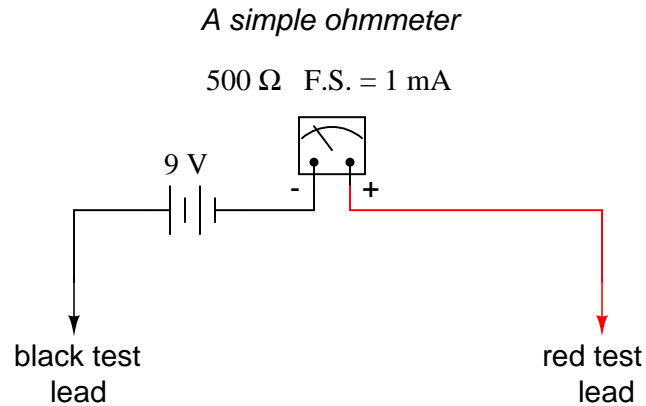 A simple ohmmeter
500 Ω F.S. = 1 mA
9 V
- +
black test
lead
red test
lead